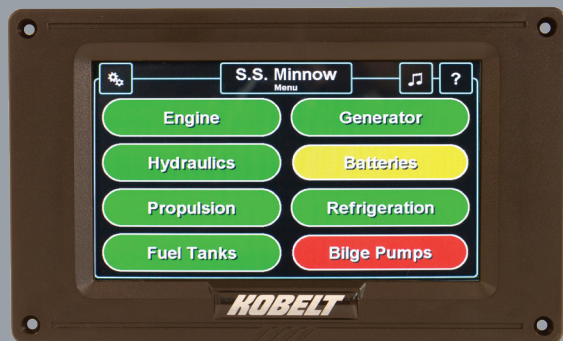 S.S. Minnow
Menu
?
Engine
Generator
Hydraulics
Batteries
Propulsion
Refrigeration
Fuel Tanks
Bilge Pumps
KOBELT